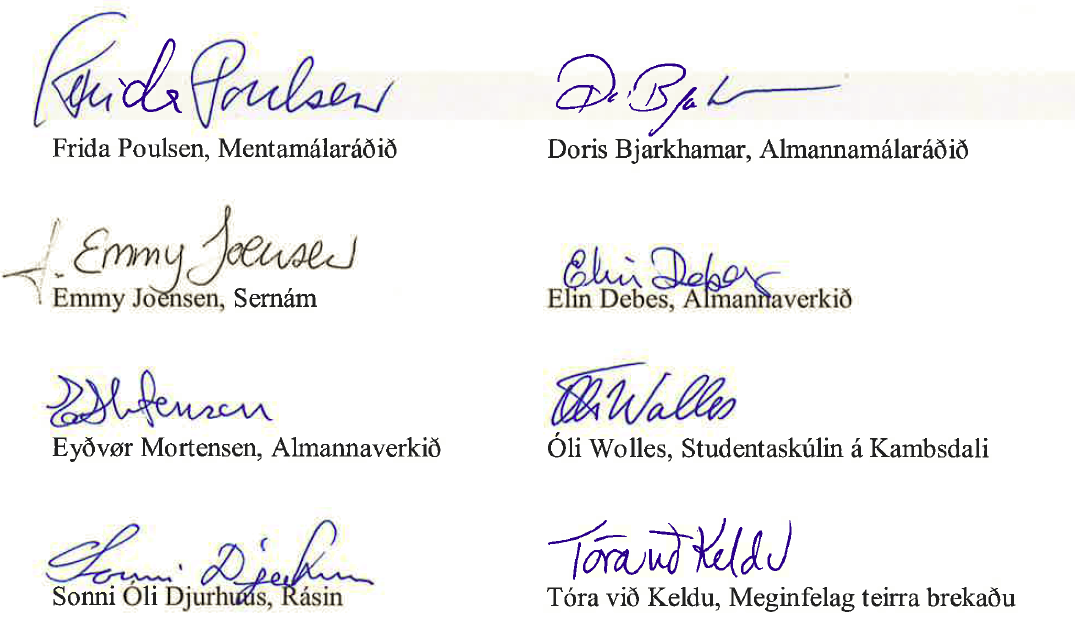 Frida Poulsen
Frida Poulsen, Mentamálaráðið
Doris Bjarkhamar, Almannamálaráðið
Emmy Joensen
Emmy Joensen, Sernám
Elin Debes
Elin Debes, Almannaverkið
Eyðvør Mortensen, Almannaverkið
Óli Wolles
Óli Wolles, Studentaskúlin á Kambsdali
Sonni
Sonni Óli Djurhuus, Rásin
Tóra við Keldu
Tóra við Keldu, Meginfelag teirra brekaðu